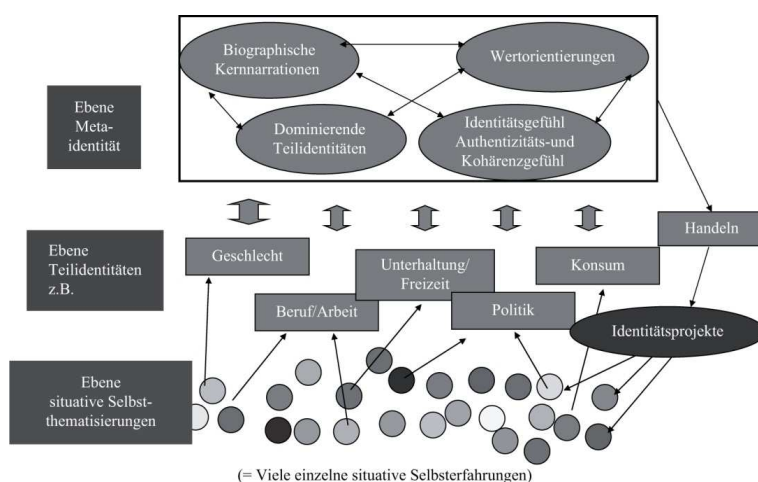 Biographische
Kernnarrationen
Wertorientierungen
Ebene
Meta-
identität
Dominierende
Teilidentitäten
Identitätsgefühl
Authentizitäts-und
Kohärenzgefühl
Ebene
Teilidentitäten
z.B.
Geschlecht
Beruf/Arbeit
Unterhaltung/
Freizeit
Politik
Konsum
Handeln
Identitätsprojekte
Ebene
situative Selbst-
thematisierungen
(= Viele einzelne situative Selbsterfahrungen)